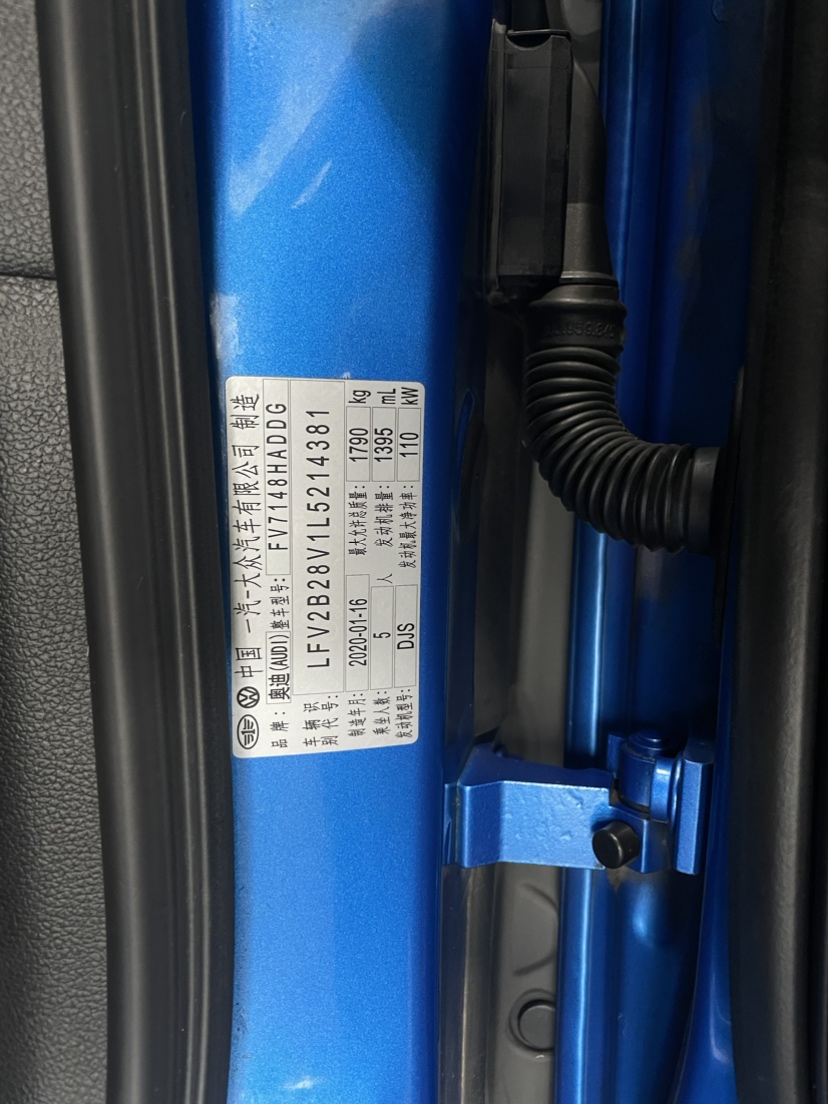 中国 一汽-大众汽车有限公司 制造
品牌: 奥迪(AUDI) 整车型号: FV7148HADDG
车辆识别代号: LFV2B28V1L5214381
制造年月: 2020-01-16 最大允许总质量: 1790 kg
乘坐人数: 5 人 发动机排量: 1395 mL
发动机型号: DJS 发动机最大净功率: 110 kW